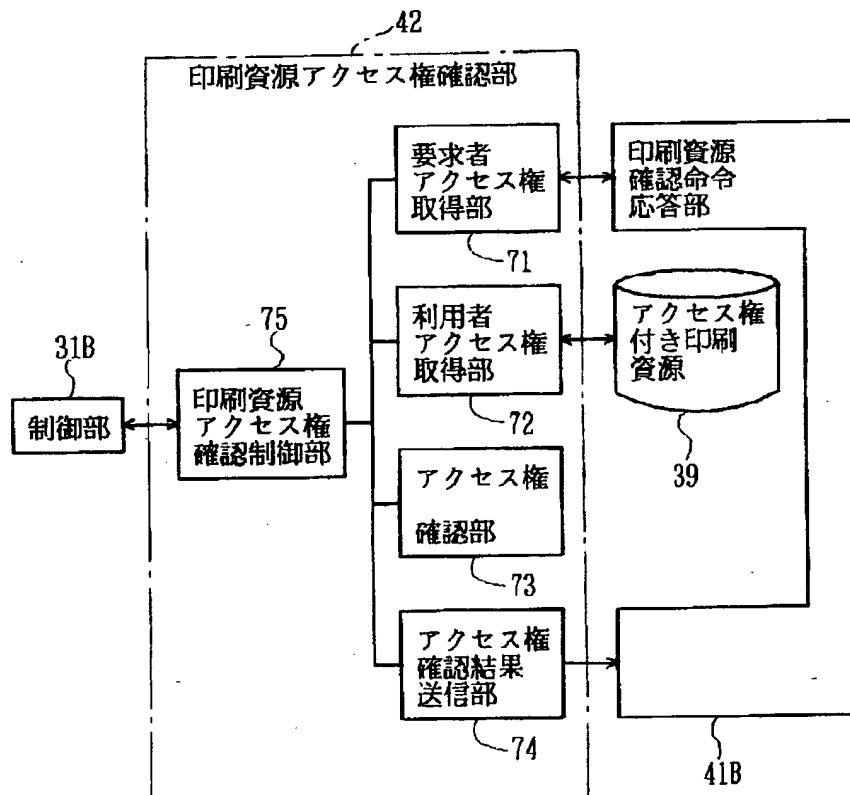 42
印刷資源アクセス権確認部
要求者
アクセス権
取得部
71
印刷資源
確認命令
応答部
利用者
アクセス権
取得部
72
アクセス権
付き印刷
資源
39
75
印刷資源
アクセス権
確認制御部
31B
制御部
アクセス権
確認部
73
アクセス権
確認結果
送信部
74
41B